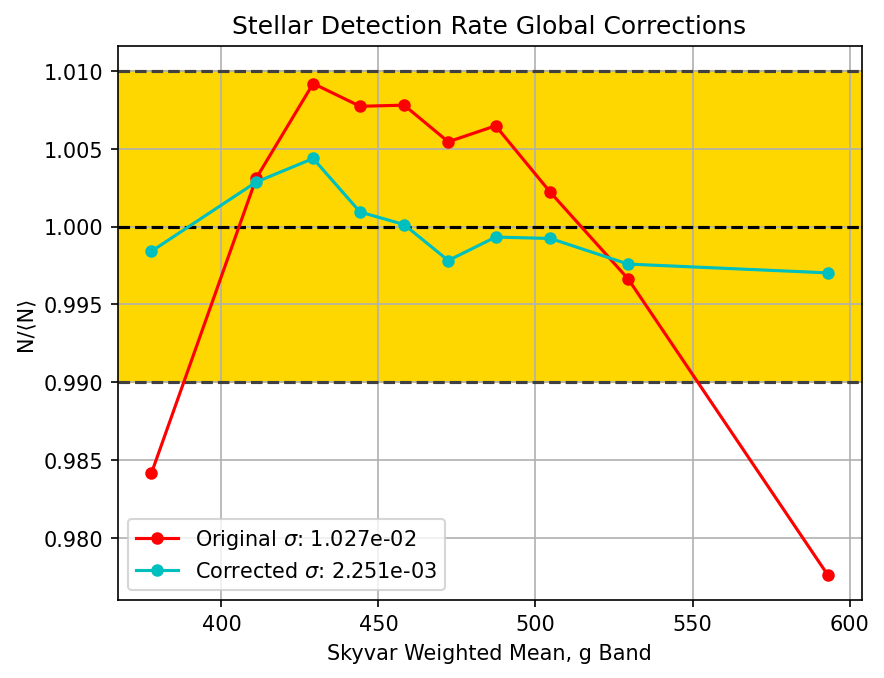 Stellar Detection Rate Global Corrections
N/⟨N⟩
1.010
1.005
1.000
0.995
0.990
0.985
0.980
Original σ: 1.027e-02
Corrected σ: 2.251e-03
400 450 500 550 600
Skyvar Weighted Mean, g Band